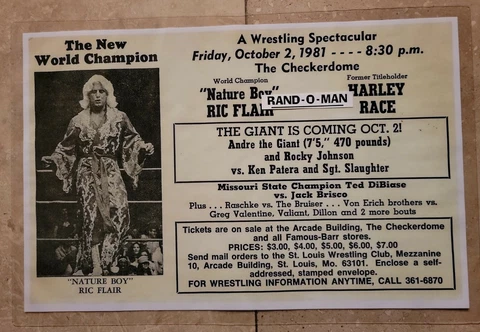 The New
World Champion
"NATURE BOY"
RIC FLAIR
A Wrestling Spectacular
Friday, October 2, 1981 ---- 8:30 p.m.
The Checkerdome
World Champion
"Nature Boy"
RIC FLAIR
RAND-O-MAN
Former Titleholder
HARLEY
RACE
THE GIANT IS COMING OCT. 2!
Andre the Giant (7'5," 470 pounds)
and Rocky Johnson
vs. Ken Patera and Sgt. Slaughter
Missouri State Champion Ted DiBiase
vs. Jack Brisco
Plus . . . Raschke vs. The Bruiser . . . Von Erich brothers vs.
Greg Valentine, Valiant, Dillon and 2 more bouts
Tickets are on sale at the Arcade Building, The Checkerdome
and all Famous-Barr stores.
PRICES: $3.00, $4.00, $5.00, $6.00, $7.00
Send mail orders to the St. Louis Wrestling Club, Mezzanine
10, Arcade Building, St. Louis, Mo. 63101. Enclose a self-
addressed, stamped envelope.
FOR WRESTLING INFORMATION ANYTIME, CALL 361-6870